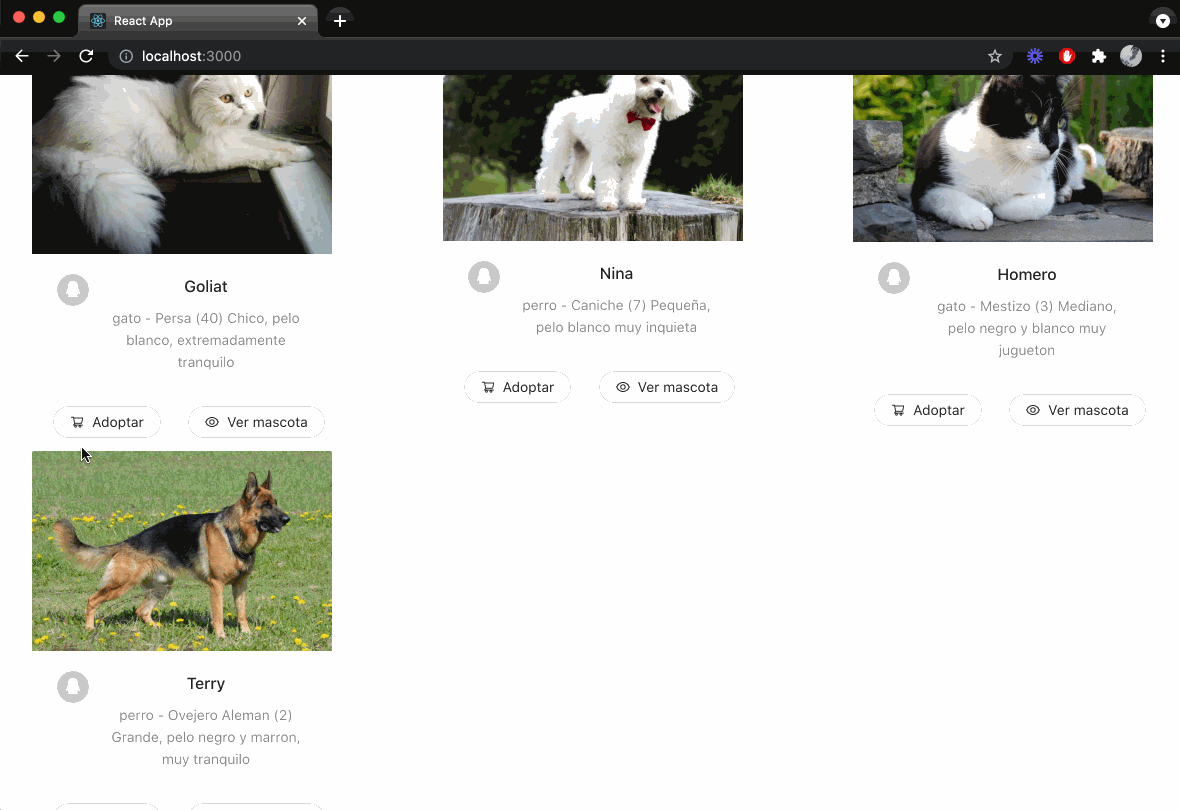 React App
localhost:3000
Goliat
gato - Persa (40) Chico, pelo
blanco, extremadamente
tranquilo
Adoptar
Ver mascota
Nina
perro - Caniche (7) Pequeña,
pelo blanco muy inquieta
Adoptar
Ver mascota
Homero
gato - Mestizo (3) Mediano,
pelo negro y blanco muy
jugueton
Adoptar
Ver mascota
Terry
perro - Ovejero Aleman (2)
Grande, pelo negro y marron,
muy tranquilo